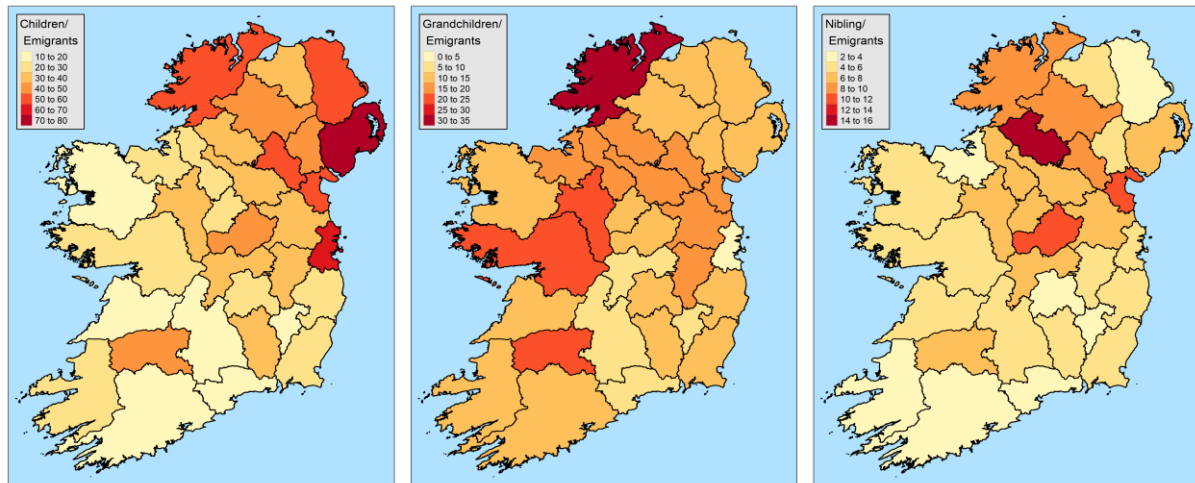 Children/
Emigrants
10 to 20
20 to 30
30 to 40
40 to 50
50 to 60
60 to 70
70 to 80
Grandchildren/
Emigrants
0 to 5
5 to 10
10 to 15
15 to 20
20 to 25
25 to 30
30 to 35
Nibling/
Emigrants
2 to 4
4 to 6
6 to 8
8 to 10
10 to 12
12 to 14
14 to 16